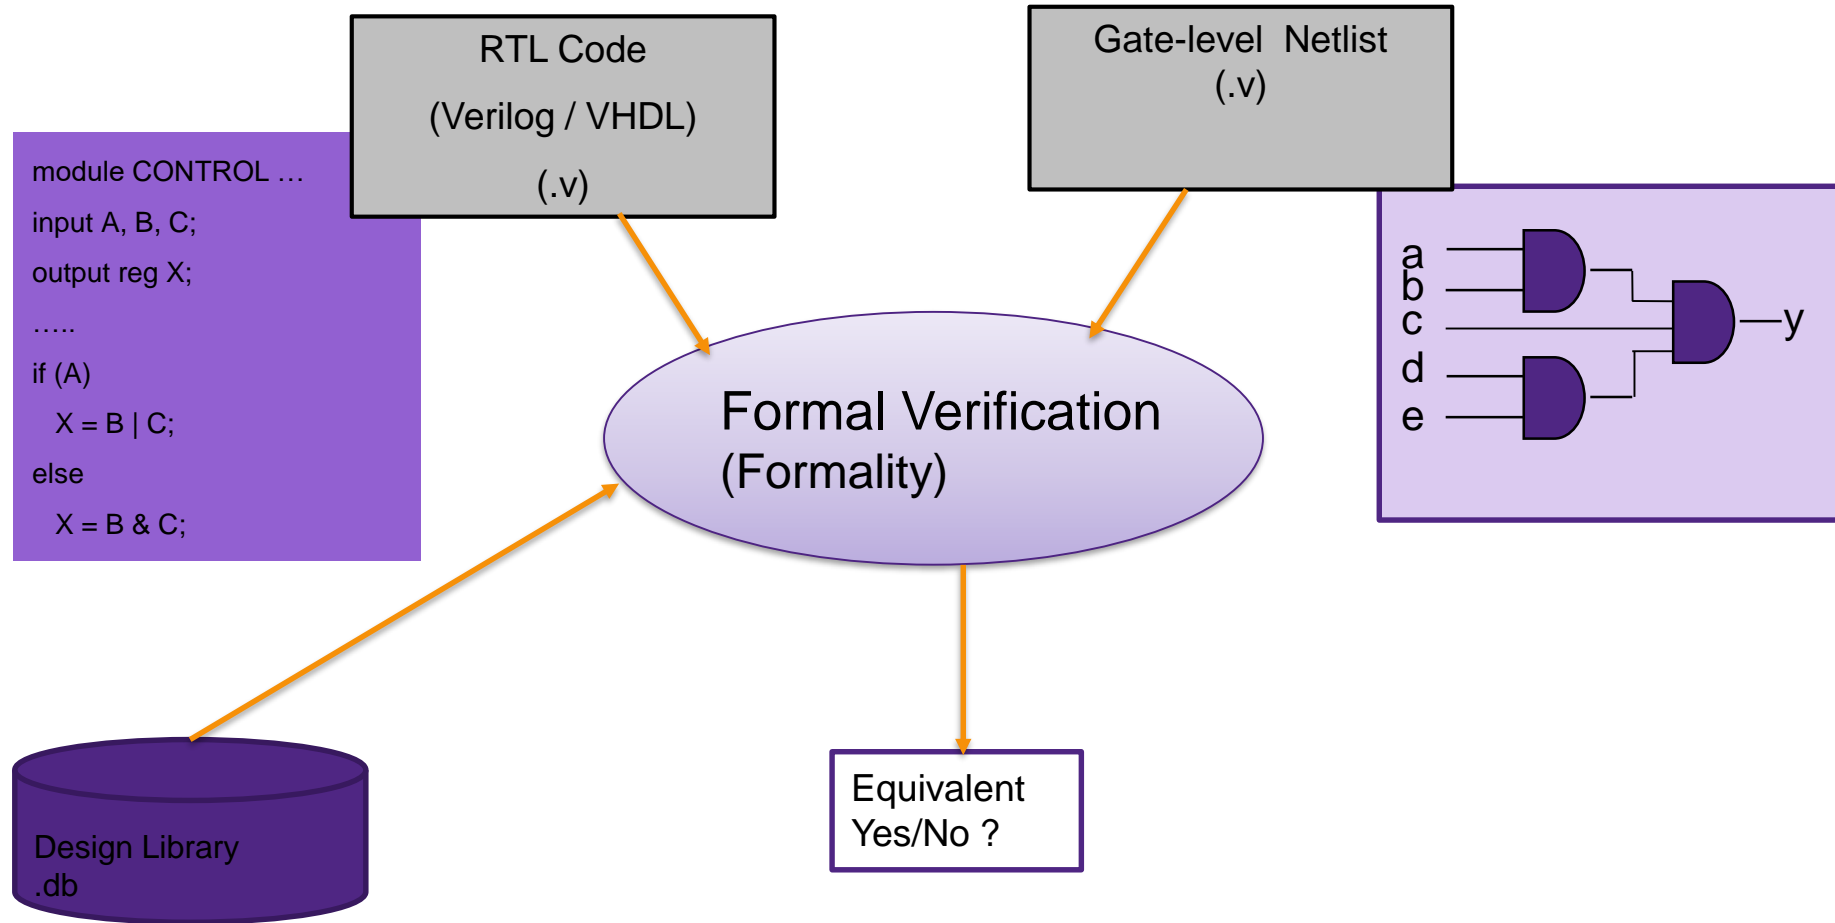 RTL Code
(Verilog / VHDL)
(.v)
Gate-level  Netlist
(.v)
module CONTROL …
input A, B, C;
output reg X;
…..
if (A)
X = B | C;
else
X = B & C;
a
b
c
d
e
y
Formal Verification
(Formality)
Design Library
.db
Equivalent
Yes/No ?